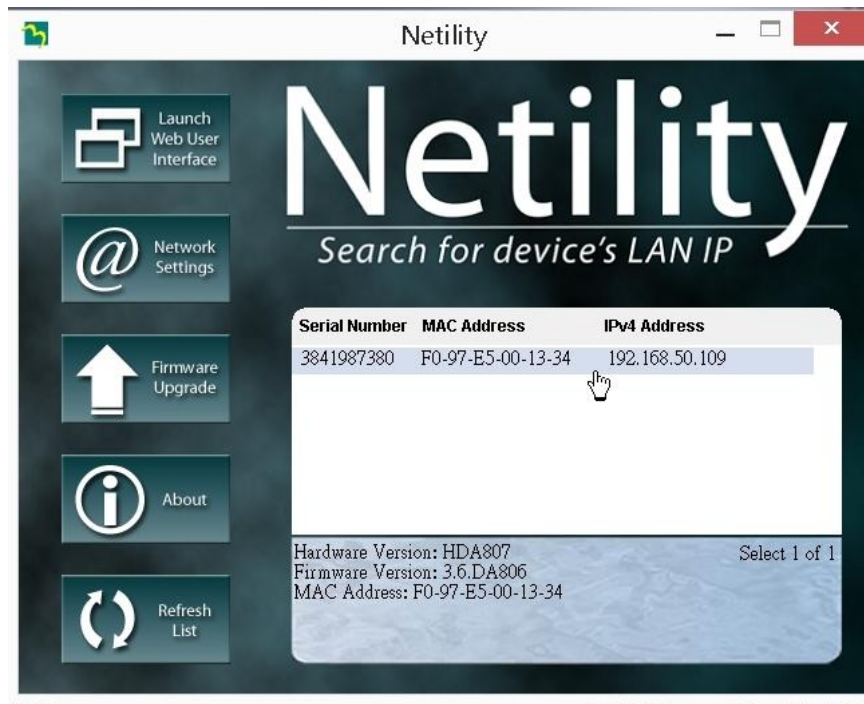 Netility
Launch
Web User
Interface
Network
Settings
Firmware
Upgrade
About
Refresh
List
Netility
Search for device's LAN IP
Serial Number MAC Address IPv4 Address
3841987380 F0-97-E5-00-13-34 192.168.50.109
Hardware Version: HDA807 Select 1 of 1
Firmware Version: 3.6.DA806
MAC Address: F0-97-E5-00-13-34